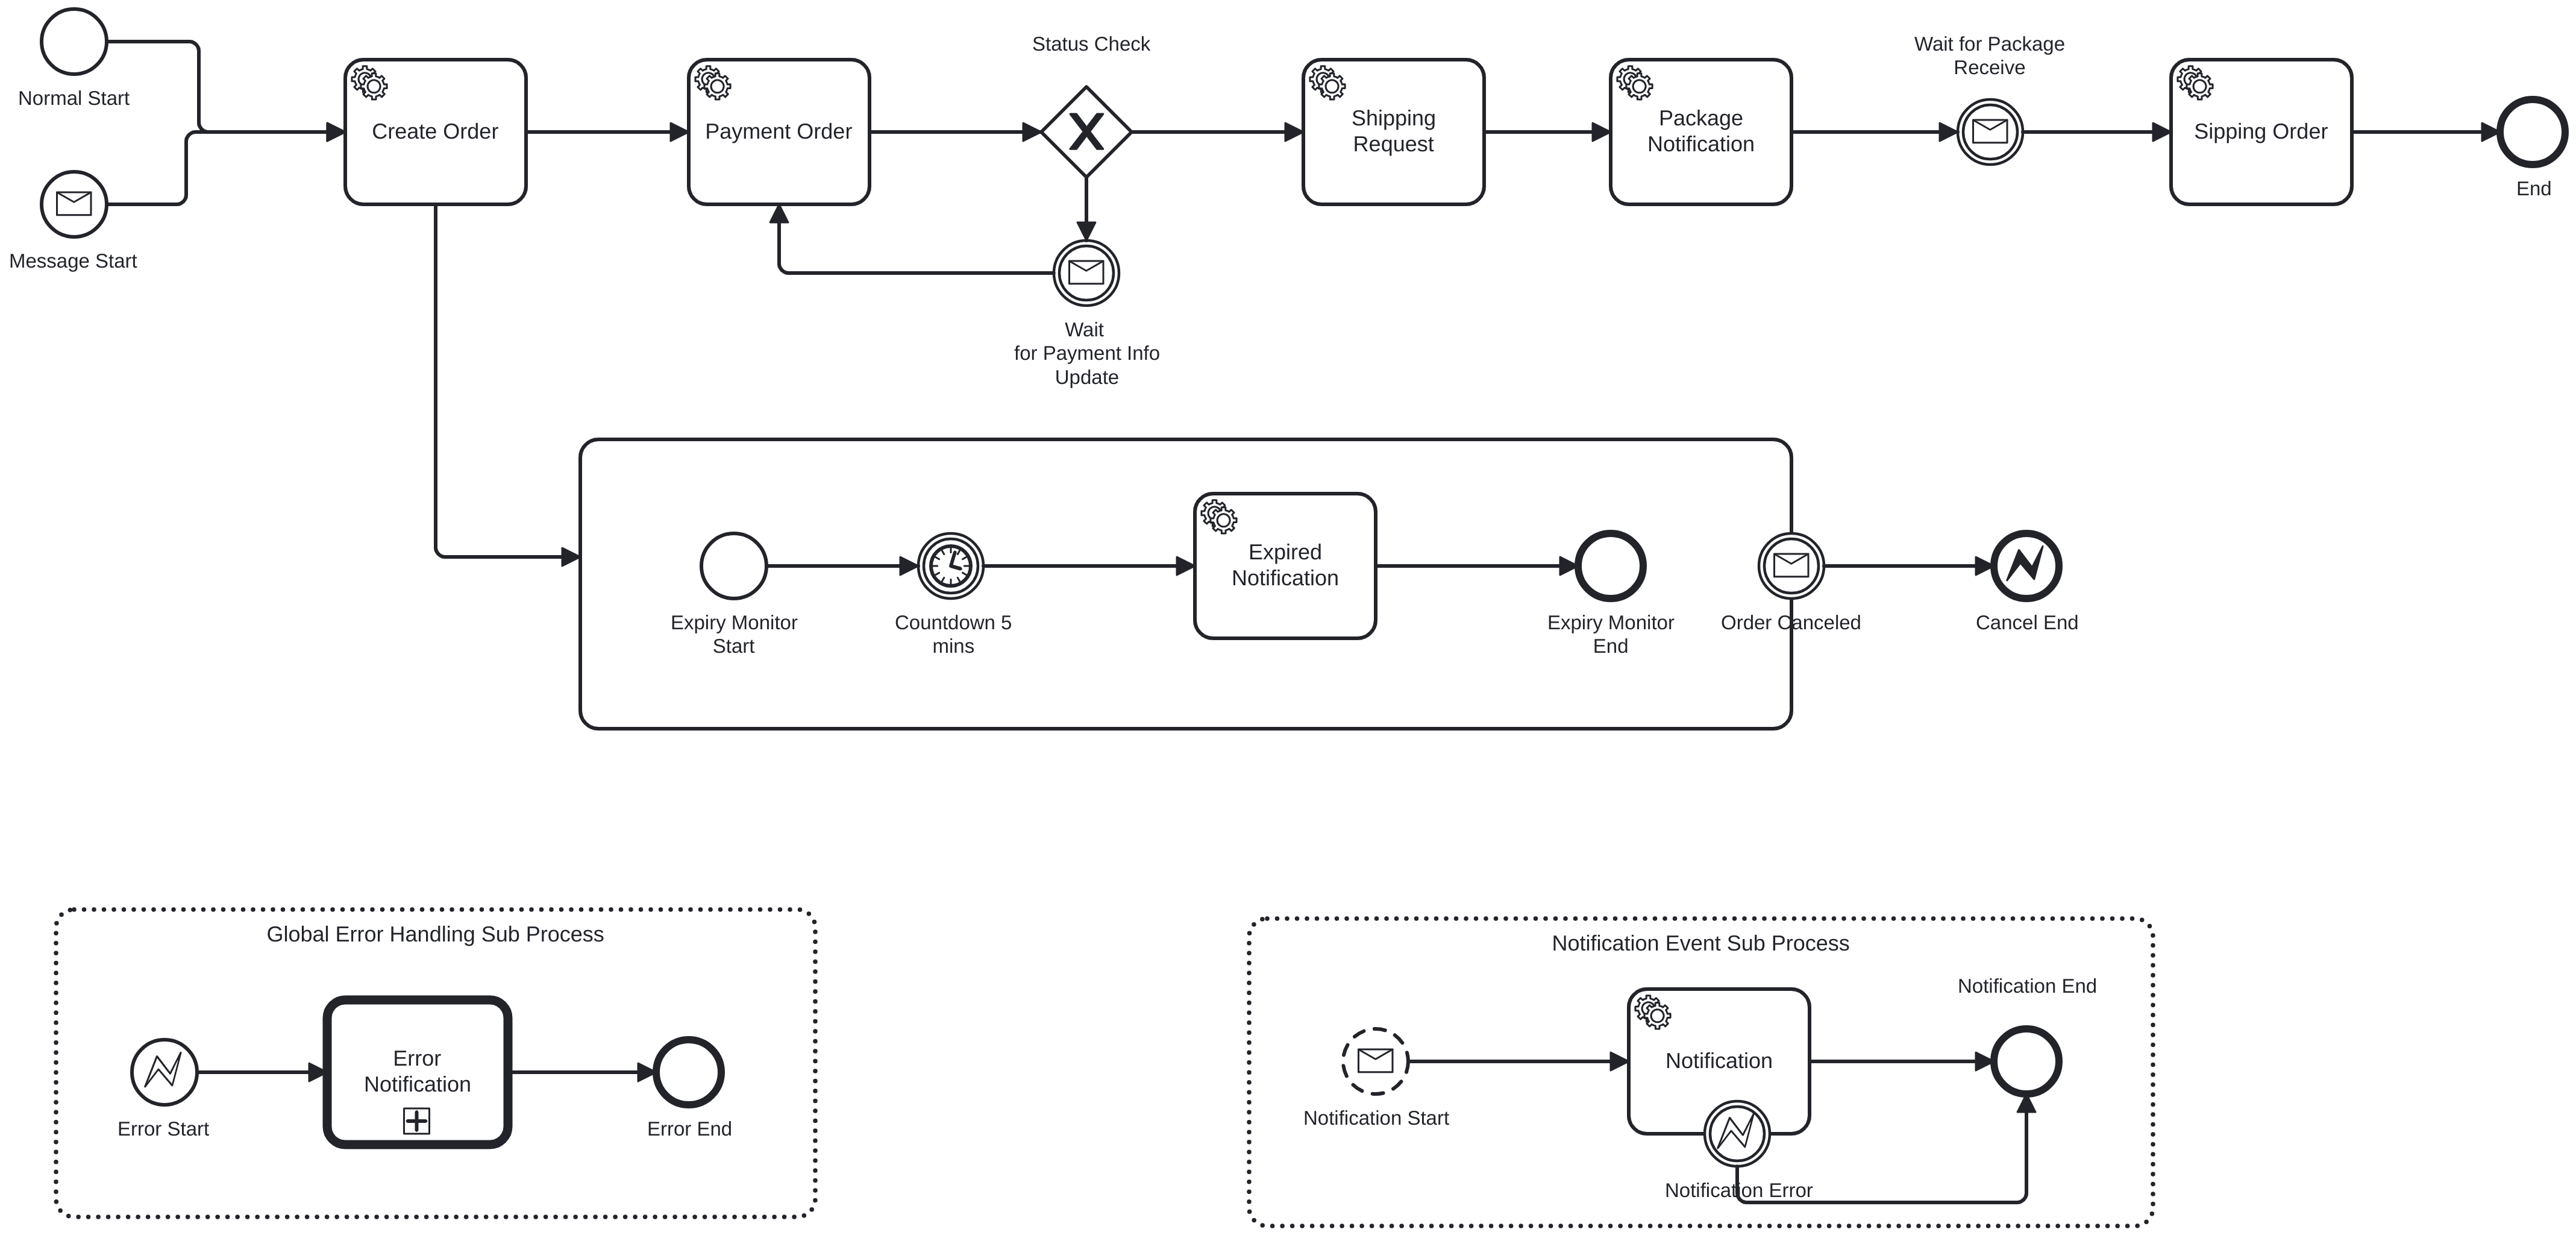 Normal Start
Message Start
Create Order
Payment Order
Status Check
Wait
for Payment Info
Update
Shipping
Request
Package
Notification
Wait for Package
Receive
Sipping Order
End
Expiry Monitor
Start
Countdown 5
mins
Expired
Notification
Expiry Monitor
End
Order Canceled
Cancel End
Global Error Handling Sub Process
Error Start
Error
Notification
Error End
Notification Event Sub Process
Notification Start
Notification
Notification Error
Notification End